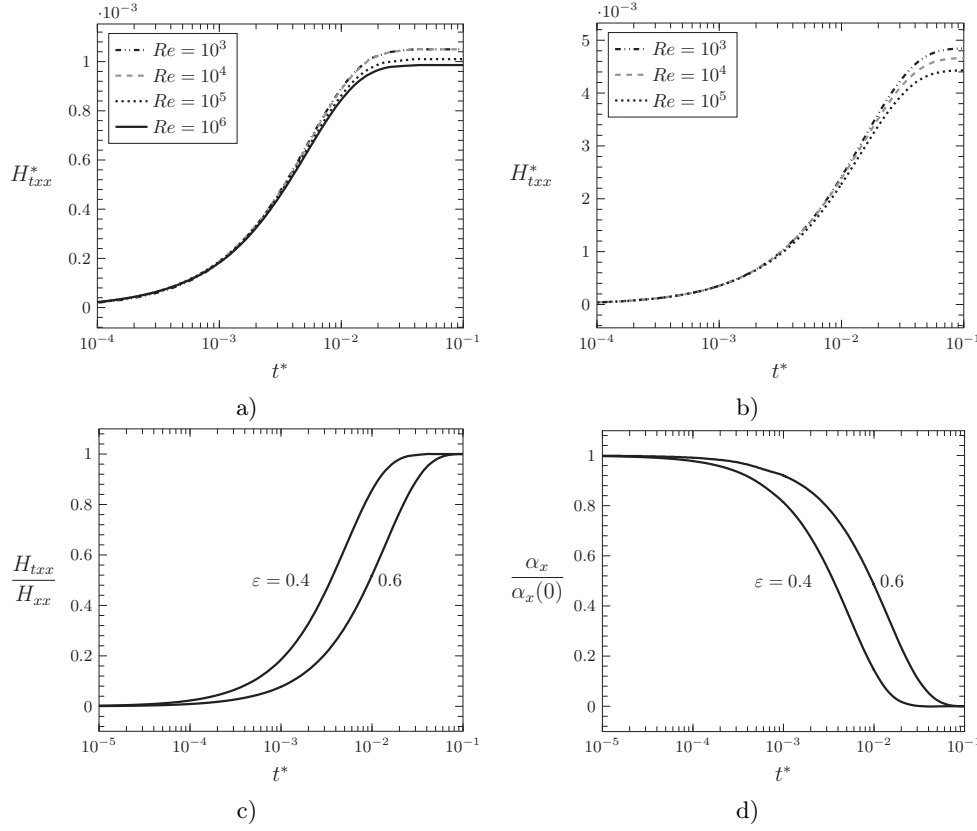 ·10⁻³
1
0.8
0.6
0.4
0.2
0
H*ₜₓₓ
Re = 10³
Re = 10⁴
Re = 10⁵
Re = 10⁶
10⁻⁴ 10⁻³ 10⁻² 10⁻¹
t*
a)
·10⁻³
5
4
3
2
1
0
H*ₜₓₓ
Re = 10³
Re = 10⁴
Re = 10⁵
10⁻⁴ 10⁻³ 10⁻² 10⁻¹
t*
b)
1
0.8
0.6
0.4
0.2
0
Hₜₓₓ
Hₓₓ
ε = 0.4 0.6
10⁻⁵ 10⁻⁴ 10⁻³ 10⁻² 10⁻¹
t*
c)
1
0.8
0.6
0.4
0.2
0
αₓ
αₓ(0)
ε = 0.4 0.6
10⁻⁵ 10⁻⁴ 10⁻³ 10⁻² 10⁻¹
t*
d)